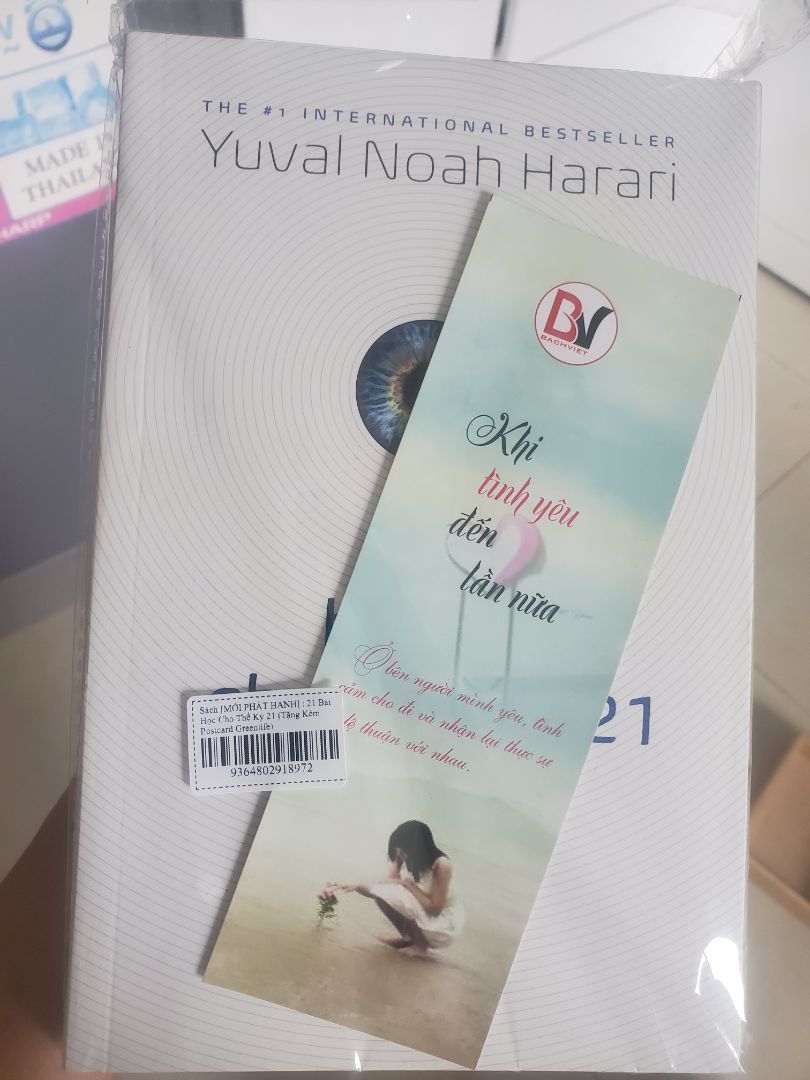 MADE I
THAILA
HARP
THE #1 INTERNATIONAL BESTSELLER
Yuval Noah Harari
BV
BACHVIET
Khi
tình yêu
đến
lần nữa
Ở bên người mình yêu, tình
cảm cho đi và nhận lại thực sự
lệ thuận với nhau.
21
Sách [MỚI PHÁT HÀNH] : 21 Bài
Học Cho Thế Kỷ 21 (Tặng Kèm
Postcard Greenlife)
9364802918972